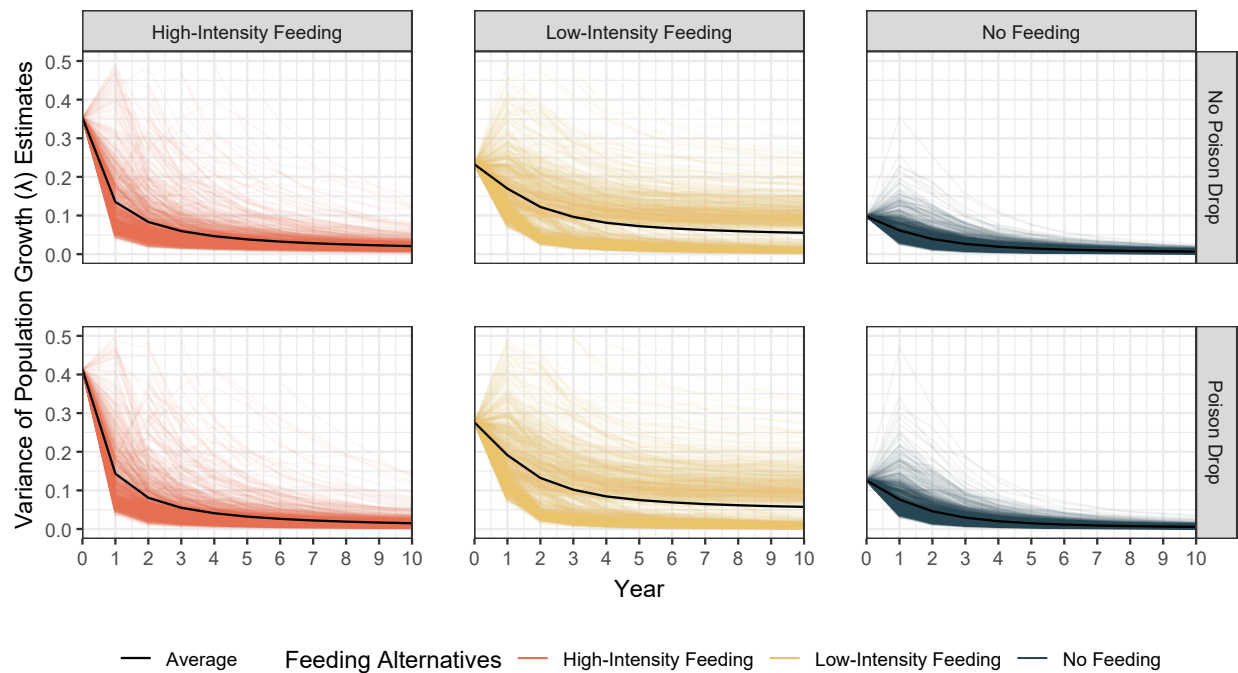 High-Intensity Feeding
Low-Intensity Feeding
No Feeding
Variance of Population Growth (λ) Estimates
0.5
0.4
0.3
0.2
0.1
0.0
No Poison Drop
0.5
0.4
0.3
0.2
0.1
0.0
Poison Drop
0 1 2 3 4 5 6 7 8 9 10
0 1 2 3 4 5 6 7 8 9 10
0 1 2 3 4 5 6 7 8 9 10
Year
Average Feeding Alternatives High-Intensity Feeding Low-Intensity Feeding No Feeding